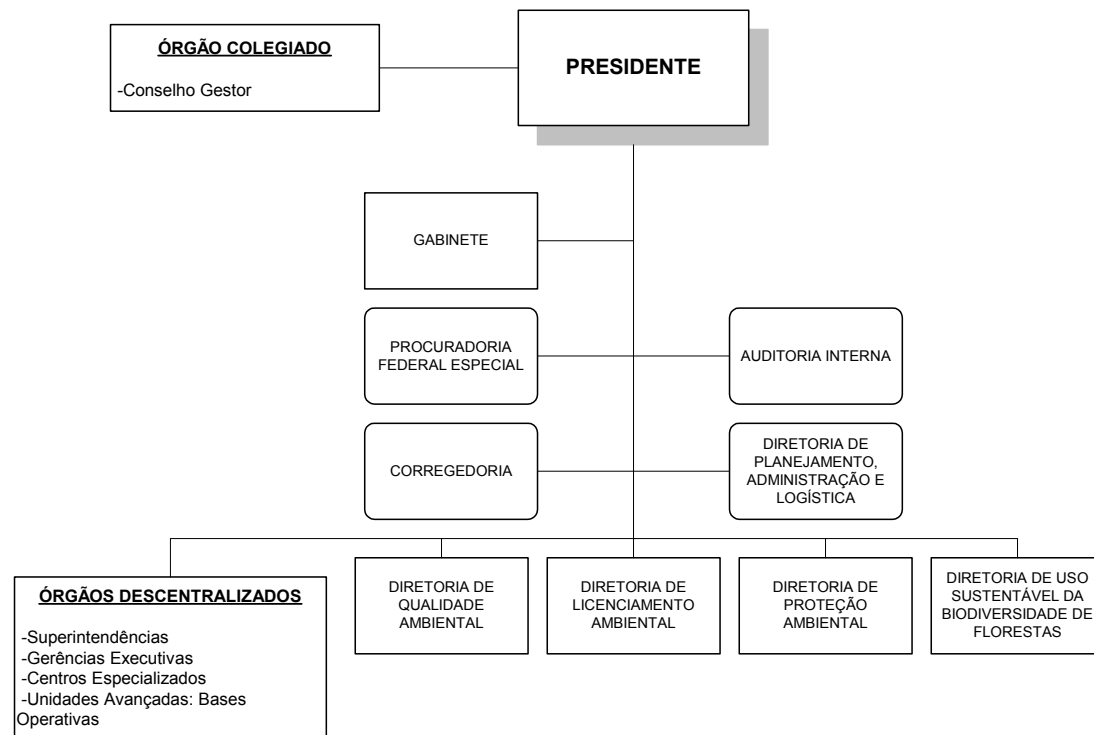 ÓRGÃO COLEGIADO
-Conselho Gestor
PRESIDENTE
GABINETE
PROCURADORIA
FEDERAL ESPECIAL
AUDITORIA INTERNA
CORREGEDORIA
DIRETORIA DE
PLANEJAMENTO,
ADMINISTRAÇÃO E
LOGÍSTICA
ÓRGÃOS DESCENTRALIZADOS
-Superintendências
-Gerências Executivas
-Centros Especializados
-Unidades Avançadas: Bases
Operativas
DIRETORIA DE
QUALIDADE
AMBIENTAL
DIRETORIA DE
LICENCIAMENTO
AMBIENTAL
DIRETORIA DE
PROTEÇÃO
AMBIENTAL
DIRETORIA DE USO
SUSTENTÁVEL DA
BIODIVERSIDADE DE
FLORESTAS